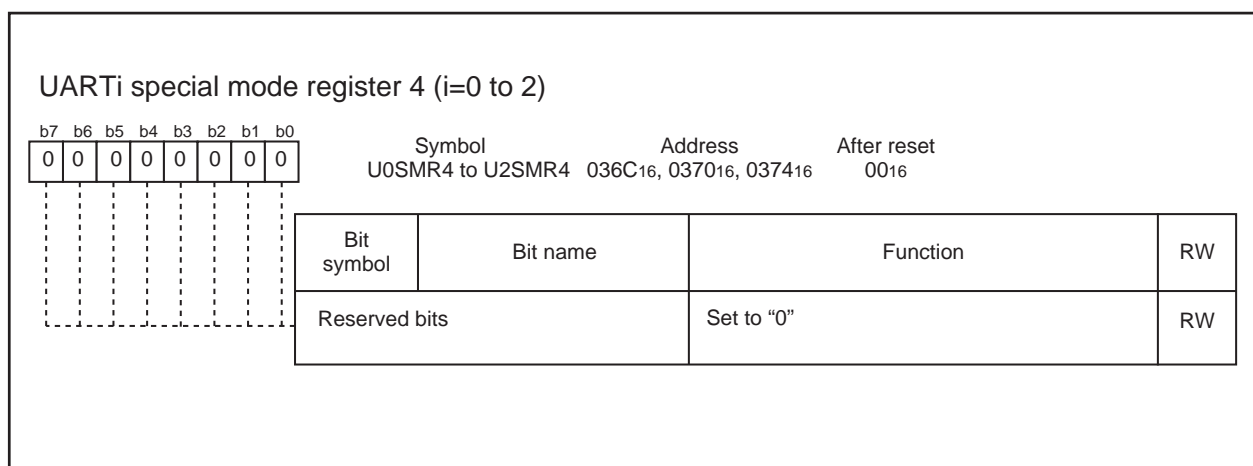 UARTi special mode register 4 (i=0 to 2)
b7 b6 b5 b4 b3 b2 b1 b0
0 0 0 0 0 0 0 0
Symbol Address After reset
U0SMR4 to U2SMR4 036C16, 037016, 037416 0016
Bit symbol Bit name Function RW
Reserved bits Set to “0” RW